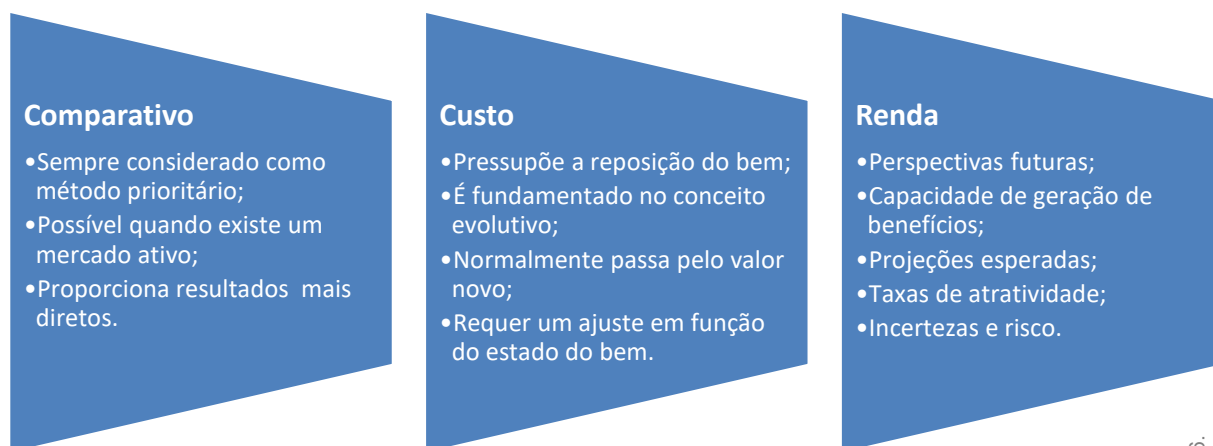 Comparativo
•Sempre considerado como
método prioritário;
•Possível quando existe um
mercado ativo;
•Proporciona resultados mais
diretos.
Custo
•Pressupõe a reposição do bem;
•É fundamentado no conceito
evolutivo;
•Normalmente passa pelo valor
novo;
•Requer um ajuste em função
do estado do bem.
Renda
•Perspectivas futuras;
•Capacidade de geração de
benefícios;
•Projeções esperadas;
•Taxas de atratividade;
•Incertezas e risco.